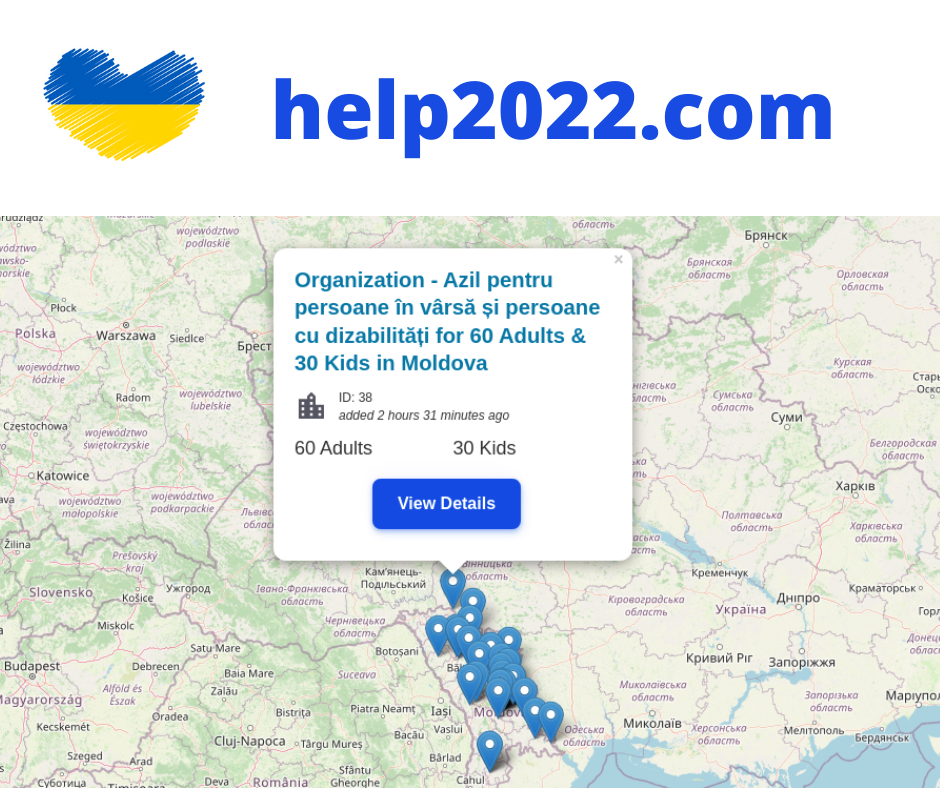 help2022.com
województwo
podlaskie
Брянск
Брянская
область
Орловская
область
область
×
Organization - Azil pentru
persoane în vârsă și persoane
cu dizabilități for 60 Adults &
30 Kids in Moldova
ID: 38
added 2 hours 31 minutes ago
60 Adults
30 Kids
View Details
Płock
Polska
Warszawa
Siedlce
Брест
województwo
łódzkie
Radom
województwo
lubelskie
Częstochowa
województwo
świętokrzyskie
Katowice
województwo
małopolskie
województwo
podkarpackie
Курская
область
Сумська
область
Суми
Белгородская
область
Харків
Полтавська
область
Харківська
область
Žilina
Prešovský
kraj
Slovensko
Košice
Ужгород
Івано-Франківська
область
Кам'янець-
Подільський
область
Чернівецька
область
Кременчук
Краматорськ
Кіровоградська
область
Україна
Дніпро
Miskolc
Satu Mare
Botoșani
Budapest
Debrecen
Baia Mare
Suceava
Кривий Ріг
Запоріжжя
Magyarország
Alföld és
Észak
Zalău
Kecskemét
Oradea
Bistrița
Piatra Neamț
Iași
Миколаївська
область
Запорізька
область
Cluj-Napoca
Târgu Mureș
Bacău
Vaslui
Одеська
область
Миколаїв
Херсонська
область
Мелітополь
Бердянськ
Szeged
Arad
Bârlad
Суботица
Deva
România
Sfântu
Gheorghe
Cahul